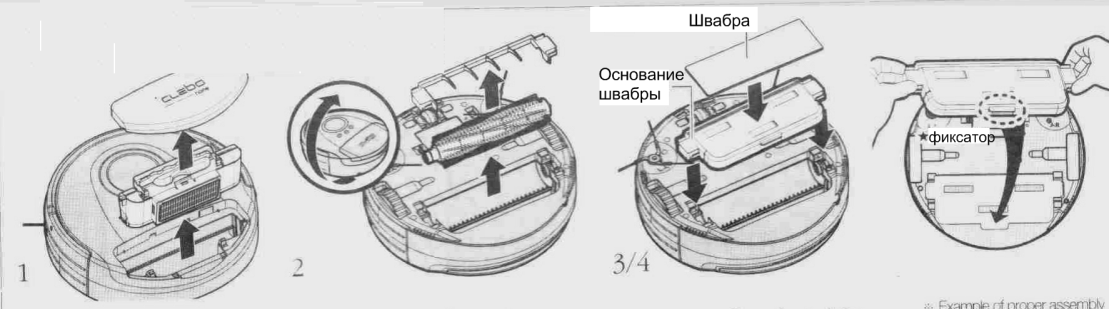 Швабра
CLEBO
Основание
швабры
★фиксатор
1
2
3/4
※ Example of proper assembly